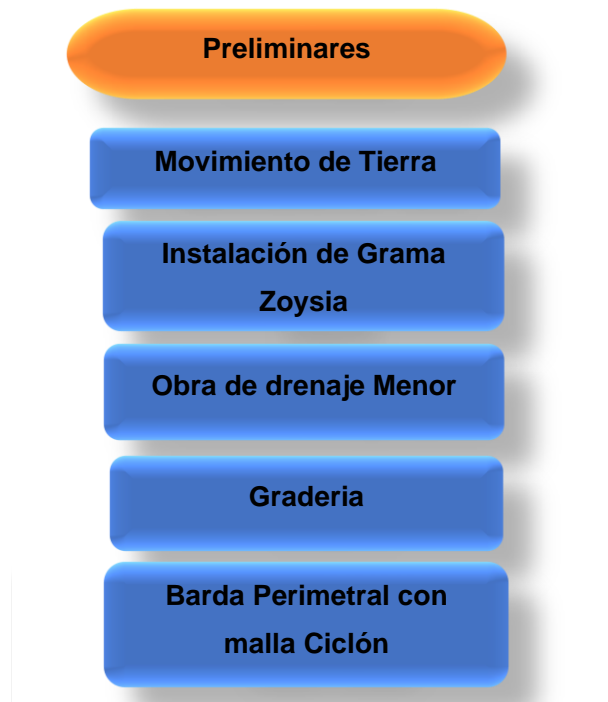 Preliminares
Movimiento de Tierra
Instalación de Grama
Zoysia
Obra de drenaje Menor
Graderia
Barda Perimetral con
malla Ciclón